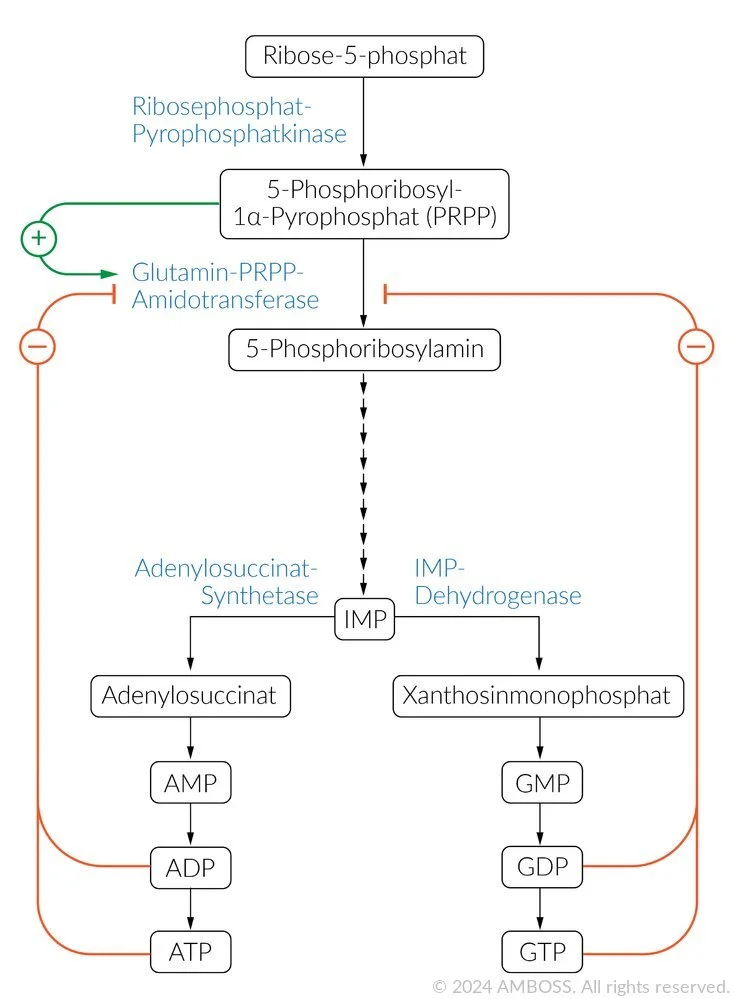 Ribose-5-phosphat
Ribosephosphat-
Pyrophosphatkinase
5-Phosphoribosyl-
1α-Pyrophosphat (PRPP)
+
Glutamin-PRPP-
Amidotransferase
−
−
5-Phosphoribosylamin
Adenylosuccinat-
Synthetase
IMP-
Dehydrogenase
IMP
Adenylosuccinat
Xanthosinmonophosphat
AMP
GMP
ADP
GDP
ATP
GTP
© 2024 AMBOSS. All rights reserved.